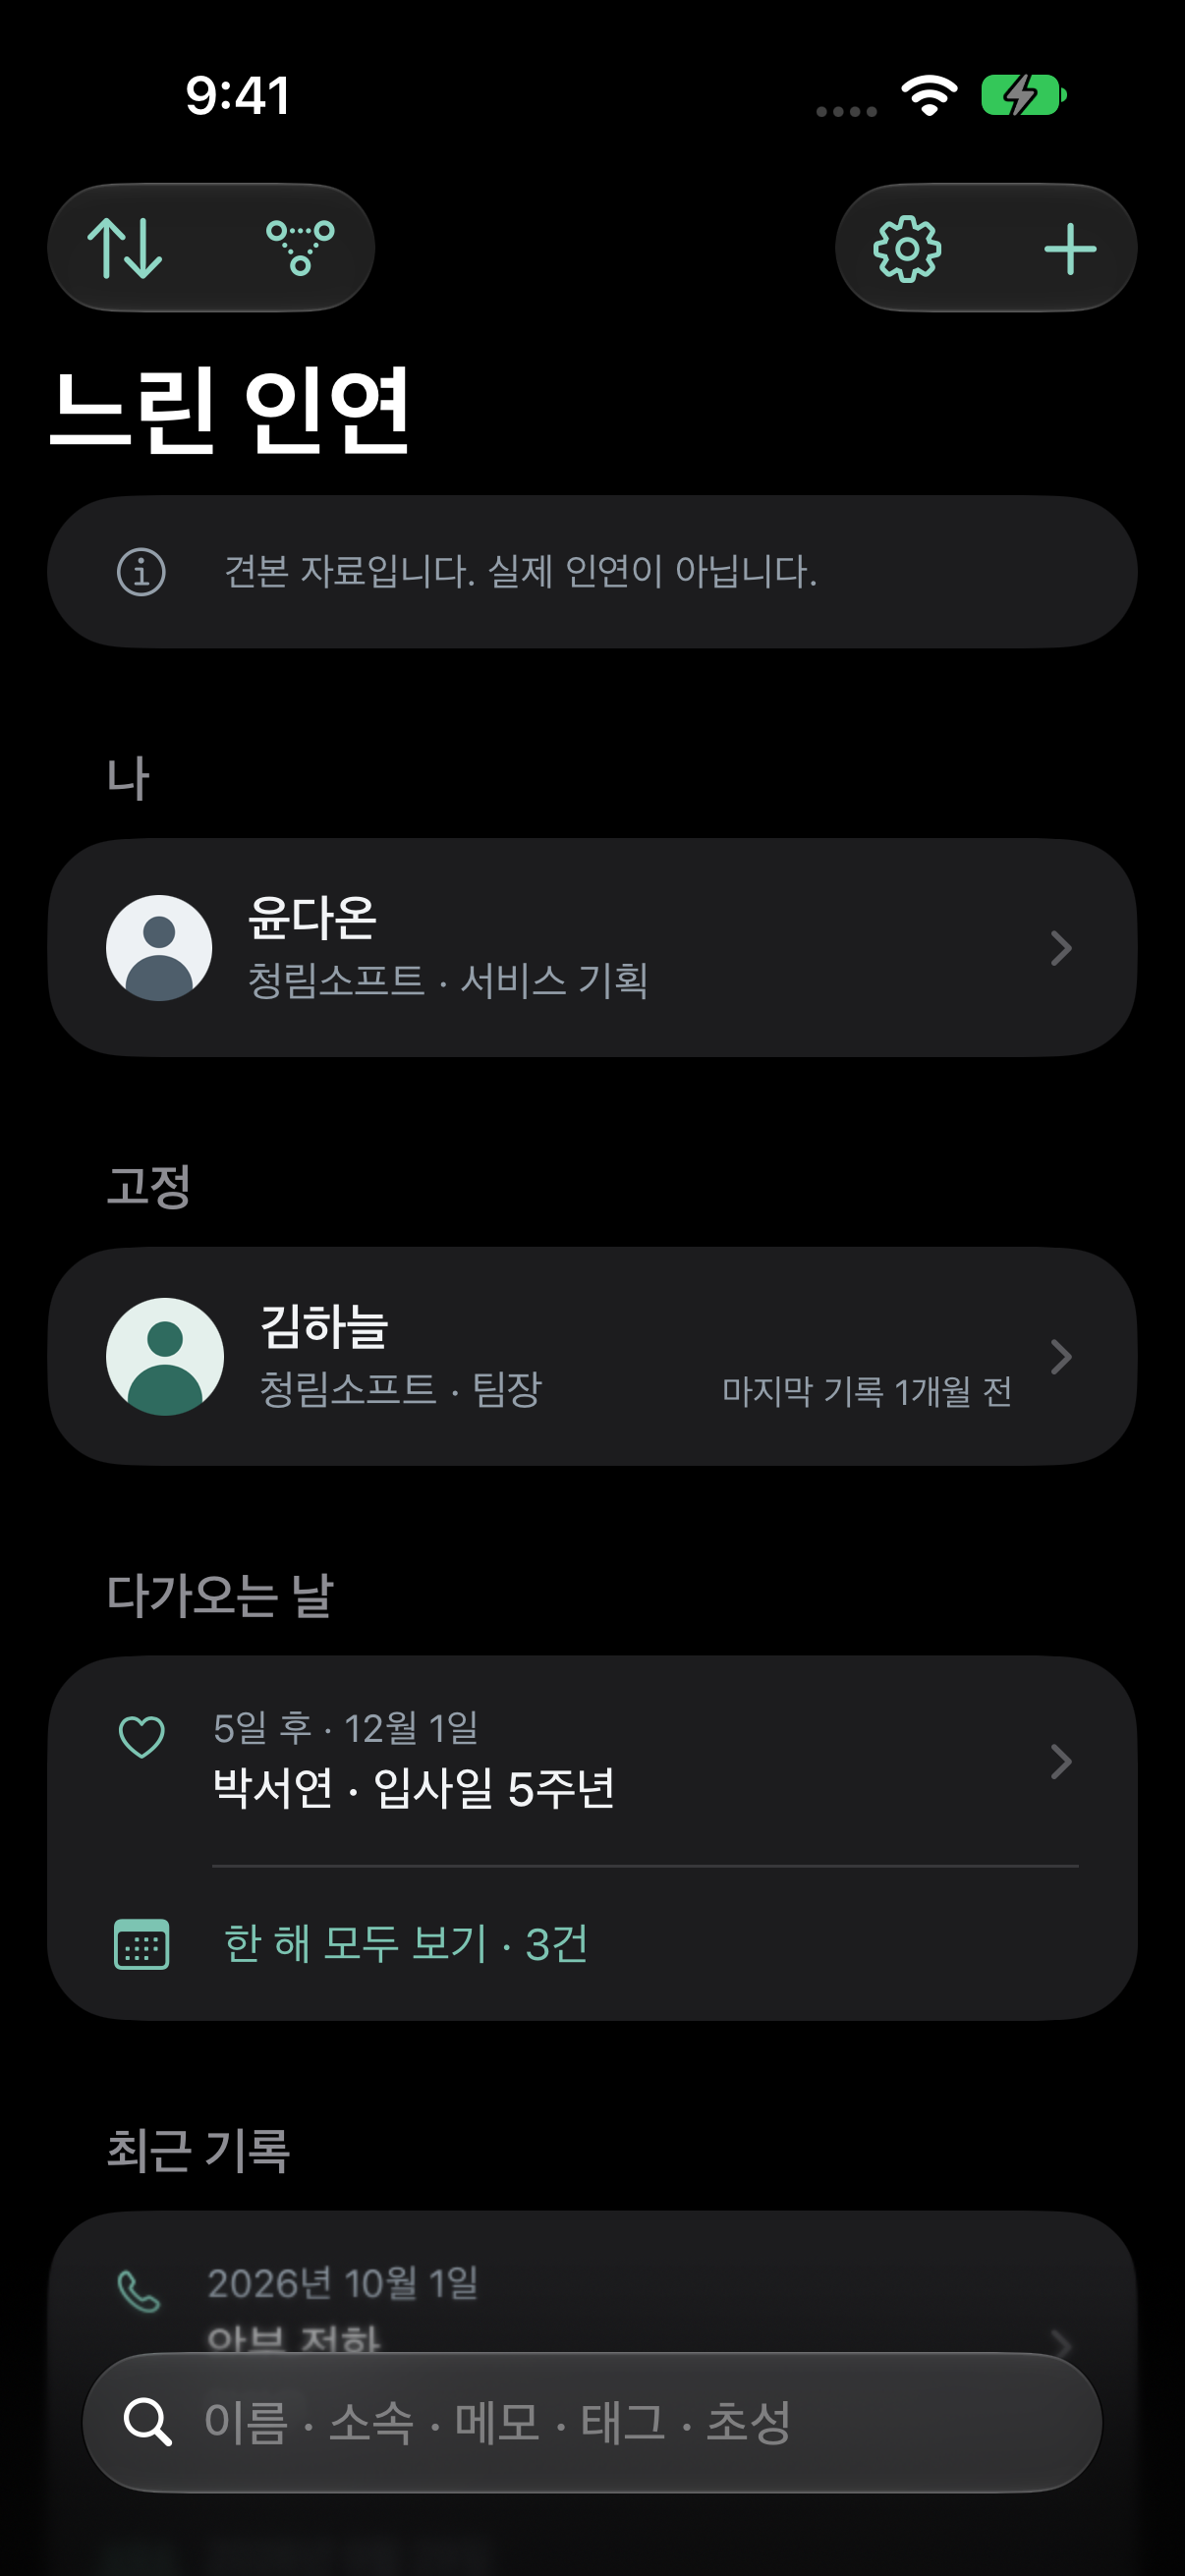 9:41
느린 인연
견본 자료입니다. 실제 인연이 아닙니다.
나
윤다온
청림소프트 · 서비스 기획
고정
김하늘
청림소프트 · 팀장
마지막 기록 1개월 전
다가오는 날
5일 후 · 12월 1일
박서연 · 입사일 5주년
한 해 모두 보기 · 3건
최근 기록
2026년 10월 1일
안부 전화
이름 · 소속 · 메모 · 태그 · 초성